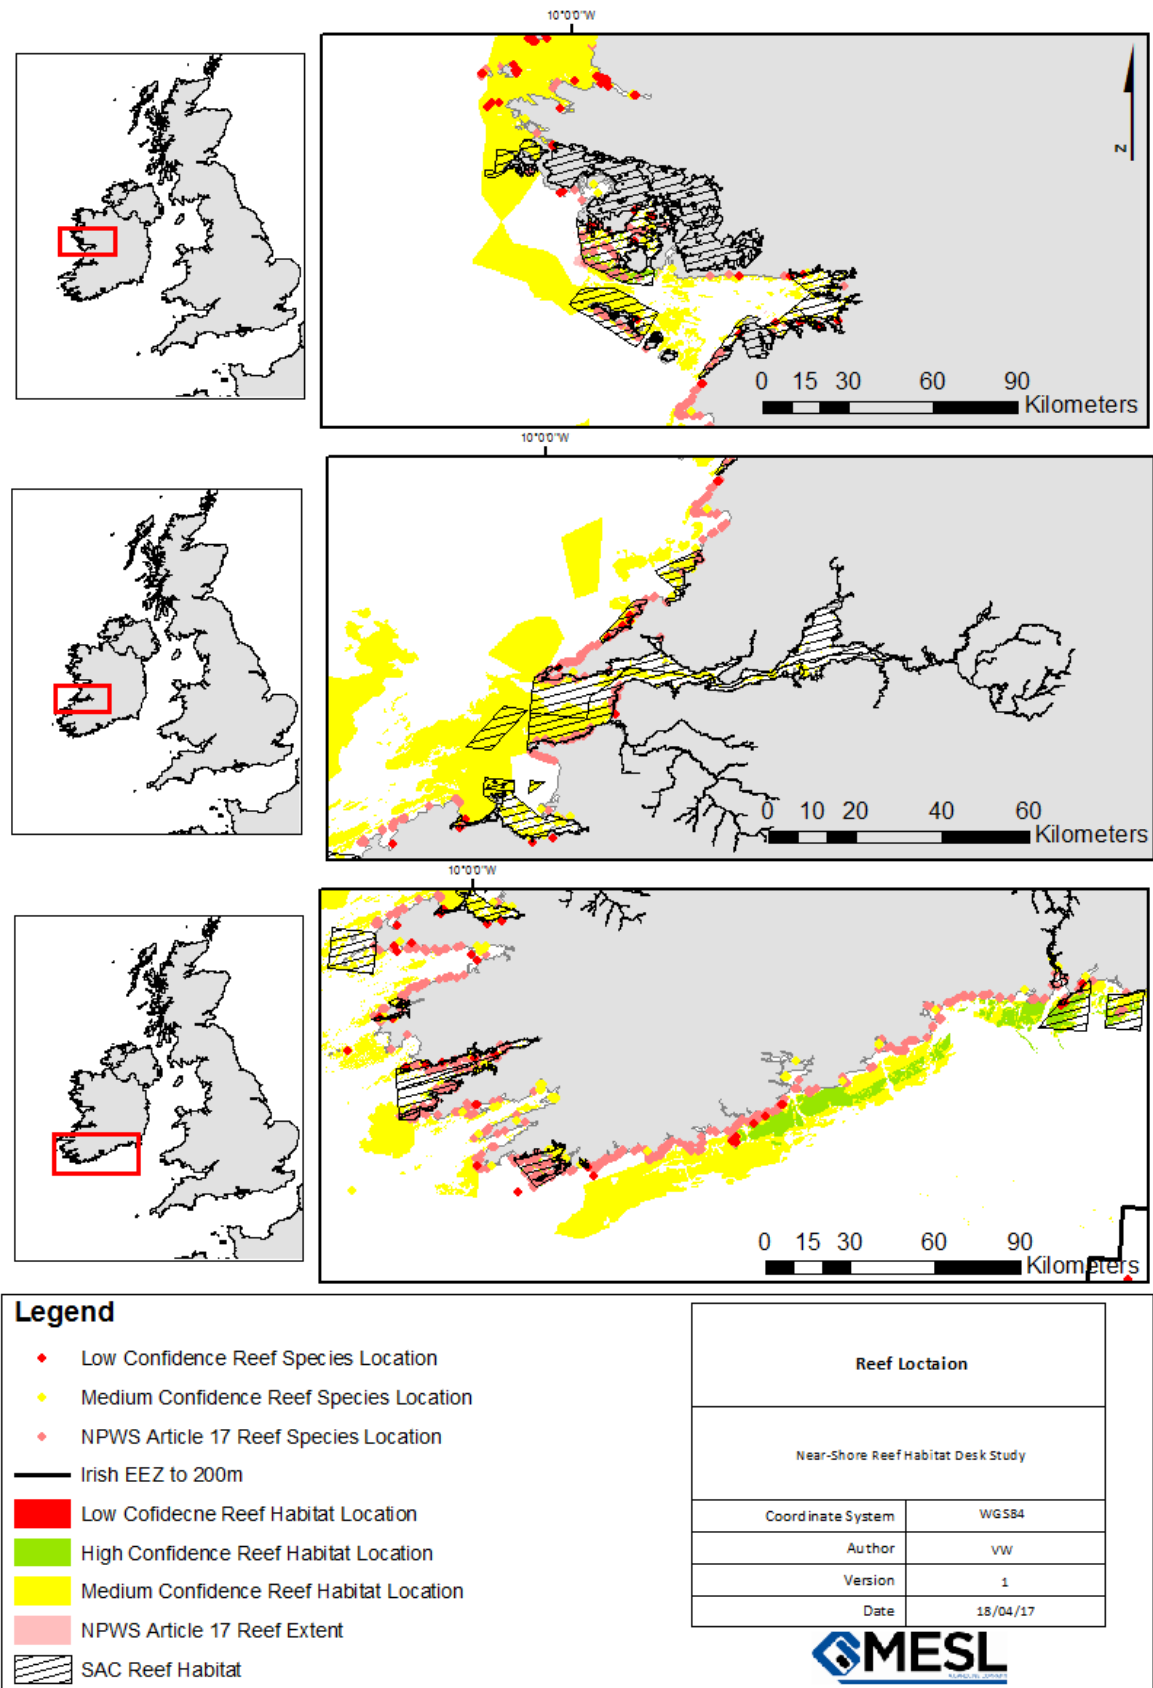 10°0'0"W
N
0 15 30 60 90
Kilometers
10°0'0"W
0 10 20 40 60
Kilometers
10°0'0"W
0 15 30 60 90
Kilometers
Legend
Low Confidence Reef Species Location
Medium Confidence Reef Species Location
NPWS Article 17 Reef Species Location
Irish EEZ to 200m
Low Cofidecne Reef Habitat Location
High Confidence Reef Habitat Location
Medium Confidence Reef Habitat Location
NPWS Article 17 Reef Extent
SAC Reef Habitat
Reef Loctaion
Near-Shore Reef Habitat Desk Study
Coordinate System WGS84
Author VW
Version 1
Date 18/04/17
MESL